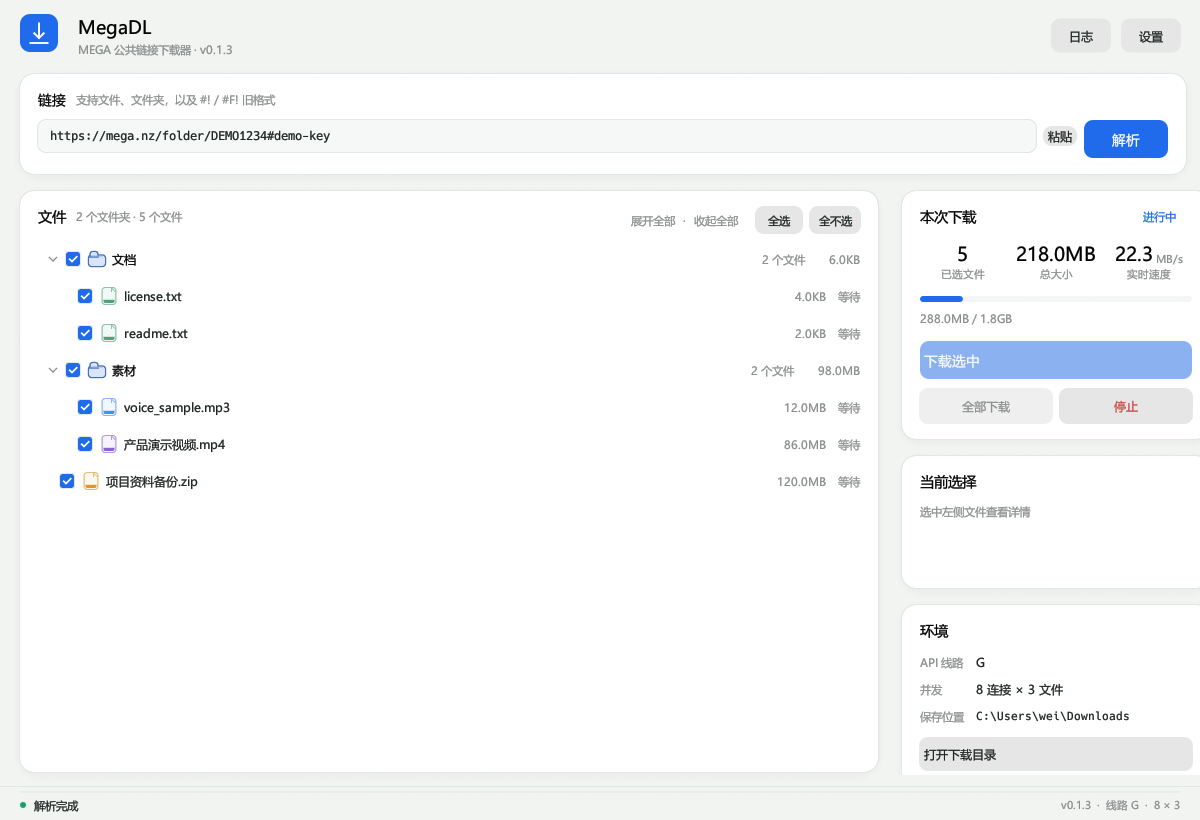 MegaDL
MEGA 公共链接下载器 · v0.1.3
日志
设置
链接 支持文件、文件夹，以及 #! / #F! 旧格式
https://mega.nz/folder/DEMO1234#demo-key
粘贴
解析
文件 2 个文件夹 · 5 个文件
展开全部 · 收起全部
全选
全不选
文档 2 个文件 6.0KB
license.txt 4.0KB 等待
readme.txt 2.0KB 等待
素材 2 个文件 98.0MB
voice_sample.mp3 12.0MB 等待
产品演示视频.mp4 86.0MB 等待
项目资料备份.zip 120.0MB 等待
本次下载 进行中
5 218.0MB 22.3 MB/s
已选文件 总大小 实时速度
288.0MB / 1.8GB
下载选中
全部下载
停止
当前选择
选中左侧文件查看详情
环境
API 线路 G
并发 8 连接 × 3 文件
保存位置 C:\Users\wei\Downloads
打开下载目录
解析完成
v0.1.3 · 线路 G · 8 × 3